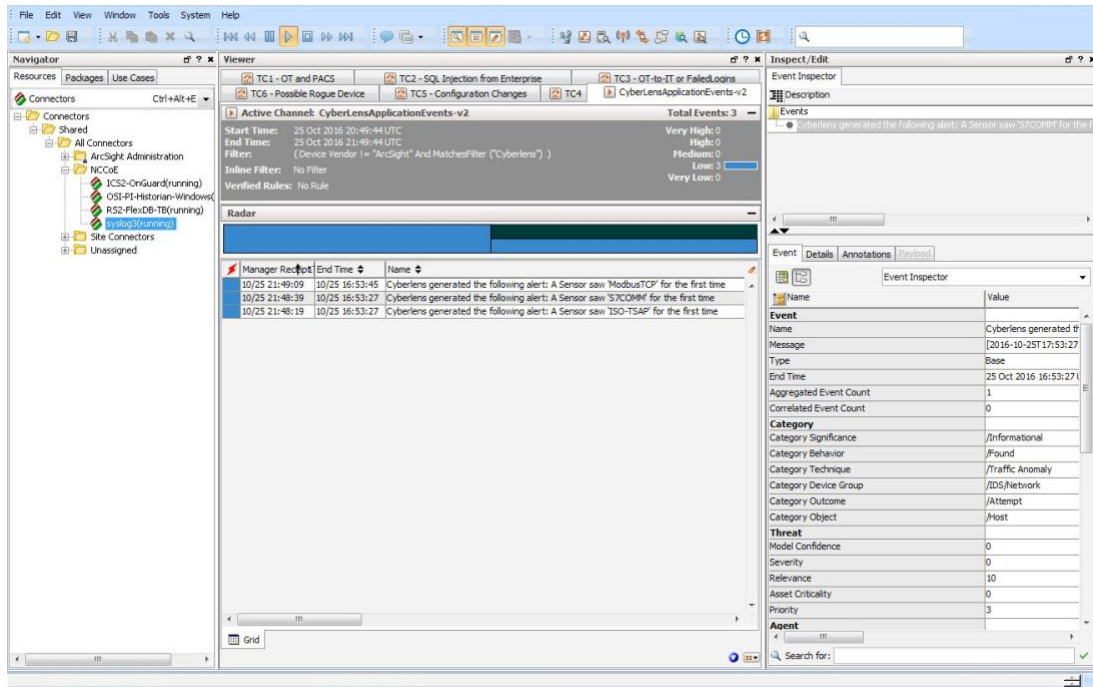 File Edit View Window Tools System Help
Navigator
Resources Packages Use Cases
Connectors Ctrl+Alt+E
Connectors
Shared
All Connectors
ArcSight Administration
NCCoE
ICS2-OnGuard(running)
OSI-PI-Historian-Windows(
RS2-FlexDB-TB(running)
syslog3(running)
Site Connectors
Unassigned
Viewer
TC1 - OT and PACS TC2 - SQL Injection from Enterprise TC3 - OT-to-IT or FailedLogins
TC6 - Possible Rogue Device TC5 - Configuration Changes TC4 CyberLensApplicationEvents-v2
Active Channel: CyberLensApplicationEvents-v2 Total Events: 3
Start Time: 25 Oct 2016 20:49:44 UTC Very High: 0
End Time: 25 Oct 2016 21:49:44 UTC High: 0
Filter: ( Device Vendor != "ArcSight" And MatchesFilter ("Cyberlens") ) Medium: 0
Low: 3
Inline Filter: No Filter Very Low: 0
Verified Rules: No Rule
Radar
Manager Receipt End Time Name
10/25 21:49:09 10/25 16:53:45 Cyberlens generated the following alert: A Sensor saw 'ModbusTCP' for the first time
10/25 21:48:39 10/25 16:53:27 Cyberlens generated the following alert: A Sensor saw 'S7COMM' for the first time
10/25 21:48:19 10/25 16:53:27 Cyberlens generated the following alert: A Sensor saw 'ISO-TSAP' for the first time
Grid
Inspect/Edit
Event Inspector
Description
Events
Cyberlens generated the following alert: A Sensor saw 'S7COMM' for the f
Event Details Annotations Payload
Event Inspector
Name Value
Event
Name Cyberlens generated th
Message [2016-10-25T17:53:27
Type Base
End Time 25 Oct 2016 16:53:27 U
Aggregated Event Count 1
Correlated Event Count 0
Category
Category Significance /Informational
Category Behavior /Found
Category Technique /Traffic Anomaly
Category Device Group /IDS/Network
Category Outcome /Attempt
Category Object /Host
Threat
Model Confidence 0
Severity 0
Relevance 10
Asset Criticality 0
Priority 3
Agent
Search for: